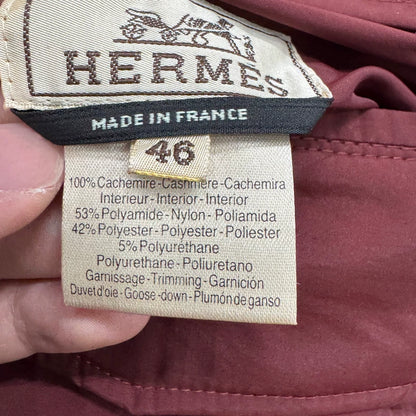 HERMES
MADE IN FRANCE
46
100% Cachemire-Cashmere-Cachemira
Interieur-Interior-Interior
53% Polyamide-Nylon-Poliamida
42% Polyester-Polyester-Poliester
5% Polyuréthane
Polyurethane-Poliuretano
Garnissage-Trimming-Garnición
Duvet d'oie-Goose-down-Plumón de ganso